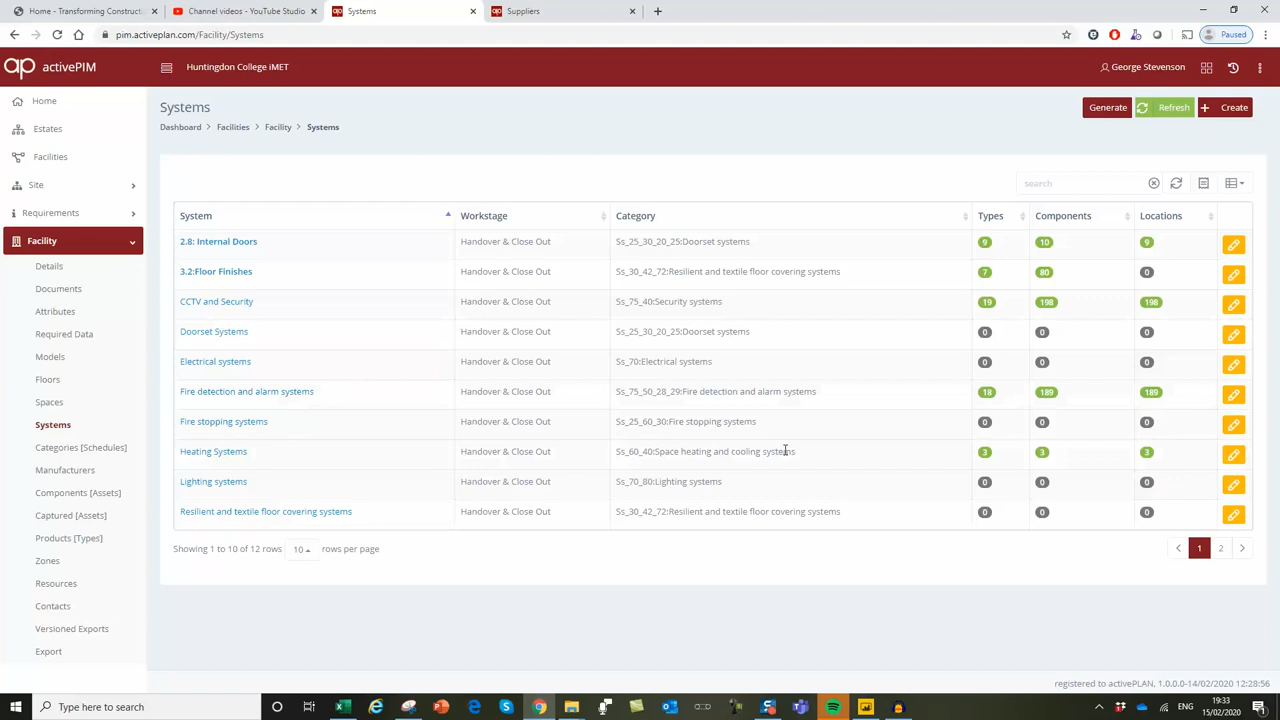 Home - Transforming Constructi
Channel videos - YouTube Studio
Systems
Suppliers
pim.activeplan.com/Facility/Systems
Paused
ap activePIM
Huntingdon College iMET
George Stevenson
Home
Estates
Facilities
Site
Requirements
Facility
Details
Documents
Attributes
Required Data
Models
Floors
Spaces
Systems
Categories [Schedules]
Manufacturers
Components [Assets]
Captured [Assets]
Products [Types]
Zones
Resources
Contacts
Versioned Exports
Export
Systems
Dashboard > Facilities > Facility > Systems
Generate Refresh + Create
search
System Workstage Category Types Components Locations
2.8: Internal Doors Handover & Close Out Ss_25_30_20_25:Doorset systems 9 10 9
3.2:Floor Finishes Handover & Close Out Ss_30_42_72:Resilient and textile floor covering systems 7 80 0
CCTV and Security Handover & Close Out Ss_75_40:Security systems 19 198 198
Doorset Systems Handover & Close Out Ss_25_30_20_25:Doorset systems 0 0 0
Electrical systems Handover & Close Out Ss_70:Electrical systems 0 0 0
Fire detection and alarm systems Handover & Close Out Ss_75_50_28_29:Fire detection and alarm systems 18 189 189
Fire stopping systems Handover & Close Out Ss_25_60_30:Fire stopping systems 0 0 0
Heating Systems Handover & Close Out Ss_60_40:Space heating and cooling systems 3 3 3
Lighting systems Handover & Close Out Ss_70_80:Lighting systems 0 0 0
Resilient and textile floor covering systems Handover & Close Out Ss_30_42_72:Resilient and textile floor covering systems 0 0 0
Showing 1 to 10 of 12 rows 10 rows per page
1 2
registered to activePLAN, 1.0.0.0-14/02/2020 12:28:56
Type here to search
19:33
15/02/2020